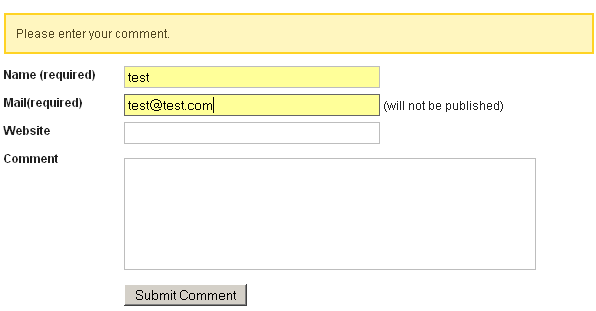 Please enter your comment.
Name (required) test
Mail(required) test@test.com (will not be published)
Website
Comment
Submit Comment